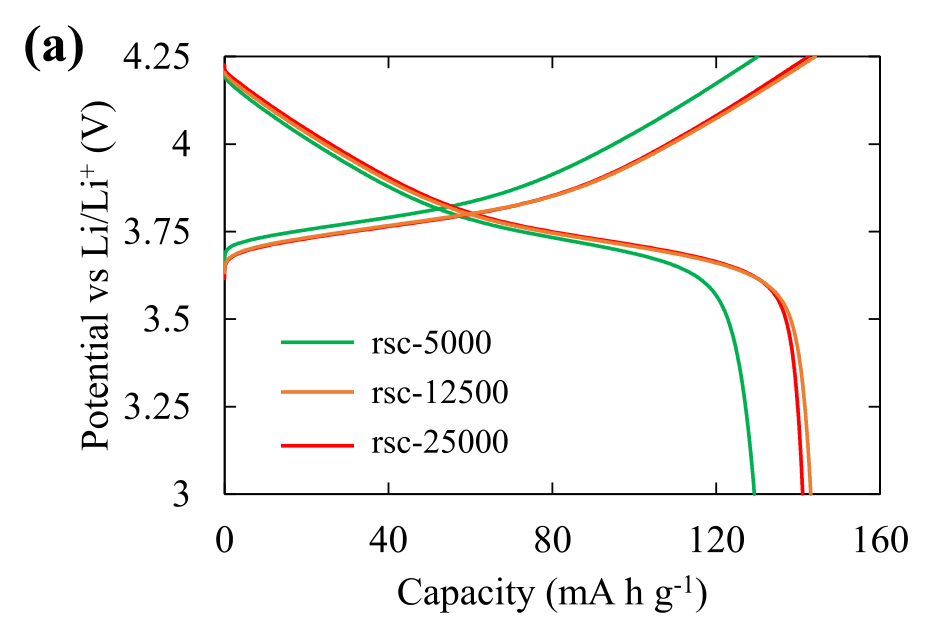 (a)
4.25
4
3.75
3.5
3.25
3
Potential vs Li/Li⁺ (V)
rsc-5000
rsc-12500
rsc-25000
0 40 80 120 160
Capacity (mA h g⁻¹)